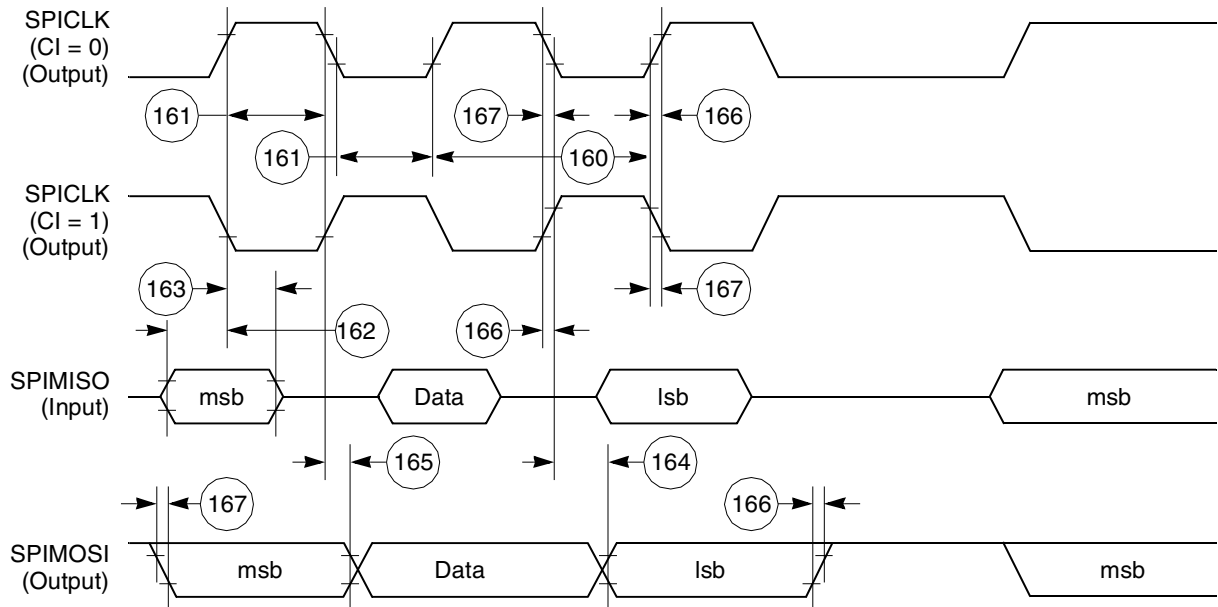 SPICLK
(CI = 0)
(Output)
161
167
166
161
160
SPICLK
(CI = 1)
(Output)
163
167
162
166
SPIMISO
(Input)
msb
Data
lsb
msb
165
164
167
166
SPIMOSI
(Output)
msb
Data
lsb
msb